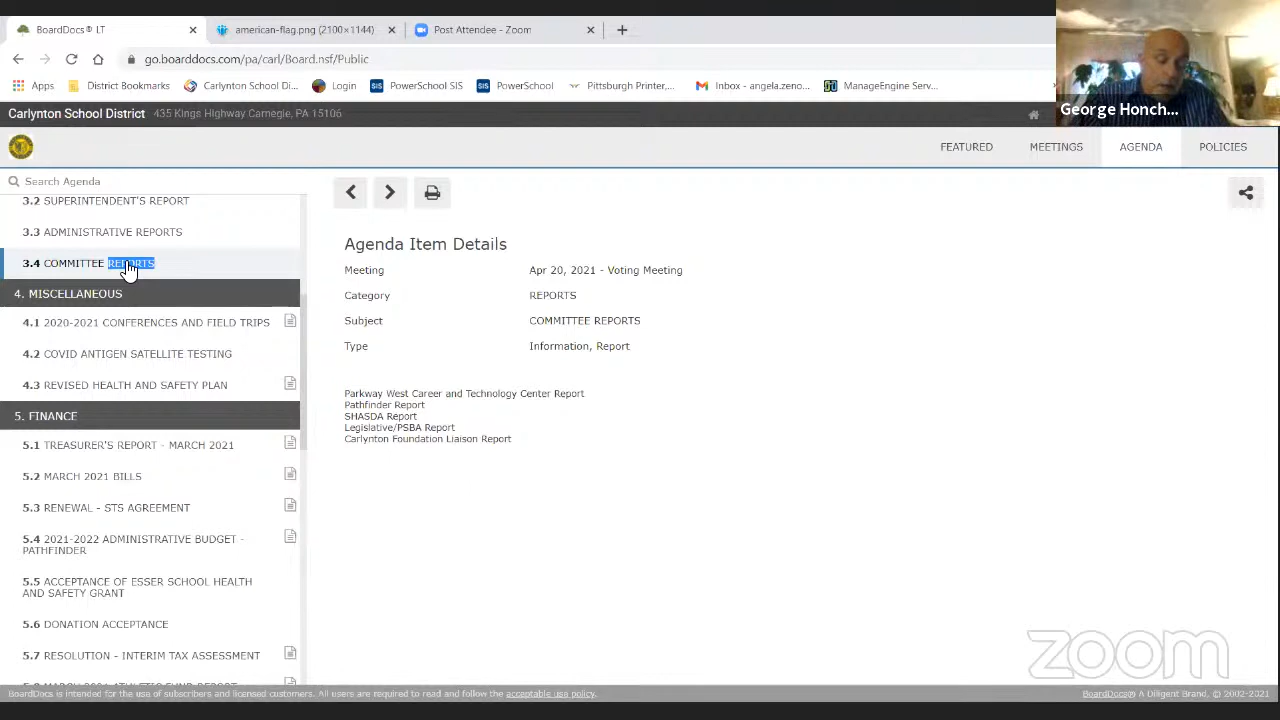 BoardDocs® LT
american-flag.png (2100×1144)
Post Attendee - Zoom
go.boarddocs.com/pa/carl/Board.nsf/Public
Apps
District Bookmarks
Carlynton School Di...
Login
SIS
PowerSchool SIS
SIS
PowerSchool
Pittsburgh Printer,...
Inbox - angela.zeno...
ManageEngine Serv...
George Honch...
Carlynton School District
435 Kings Highway Carnegie, PA 15106
FEATURED
MEETINGS
AGENDA
POLICIES
Search Agenda
3.2 SUPERINTENDENT'S REPORT
3.3 ADMINISTRATIVE REPORTS
3.4 COMMITTEE REPORTS
4. MISCELLANEOUS
4.1 2020-2021 CONFERENCES AND FIELD TRIPS
4.2 COVID ANTIGEN SATELLITE TESTING
4.3 REVISED HEALTH AND SAFETY PLAN
5. FINANCE
5.1 TREASURER'S REPORT - MARCH 2021
5.2 MARCH 2021 BILLS
5.3 RENEWAL - STS AGREEMENT
5.4 2021-2022 ADMINISTRATIVE BUDGET -
PATHFINDER
5.5 ACCEPTANCE OF ESSER SCHOOL HEALTH
AND SAFETY GRANT
5.6 DONATION ACCEPTANCE
5.7 RESOLUTION - INTERIM TAX ASSESSMENT
Agenda Item Details
Meeting
Apr 20, 2021 - Voting Meeting
Category
REPORTS
Subject
COMMITTEE REPORTS
Type
Information, Report
Parkway West Career and Technology Center Report
Pathfinder Report
SHASDA Report
Legislative/PSBA Report
Carlynton Foundation Liaison Report
zoom
BoardDocs is intended for the use of subscribers and licensed customers. All users are required to read and follow the acceptable use policy.
BoardDocs® A Diligent Brand, © 2002-2021